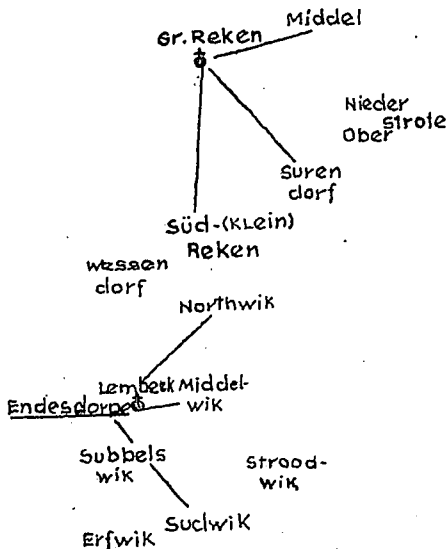 Middel
Gr. Reken
Nieder
Ober strote
Suren
dorf
Süd-(Klein)
Reken
Wessen
dorf
Northwik
Lembeck Middel-
wik
Endesdorpe
Subbels
wik
Strood-
wik
Sudwik
Erfwik